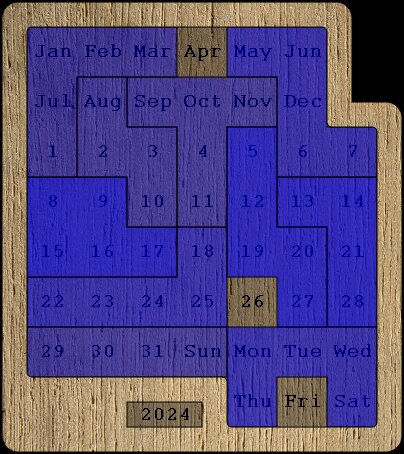 Jan Feb Mar Apr May Jun
Jul Aug Sep Oct Nov Dec
1 2 3 4 5 6 7
8 9 10 11 12 13 14
15 16 17 18 19 20 21
22 23 24 25 26 27 28
29 30 31 Sun Mon Tue Wed
Thu Fri Sat
2024